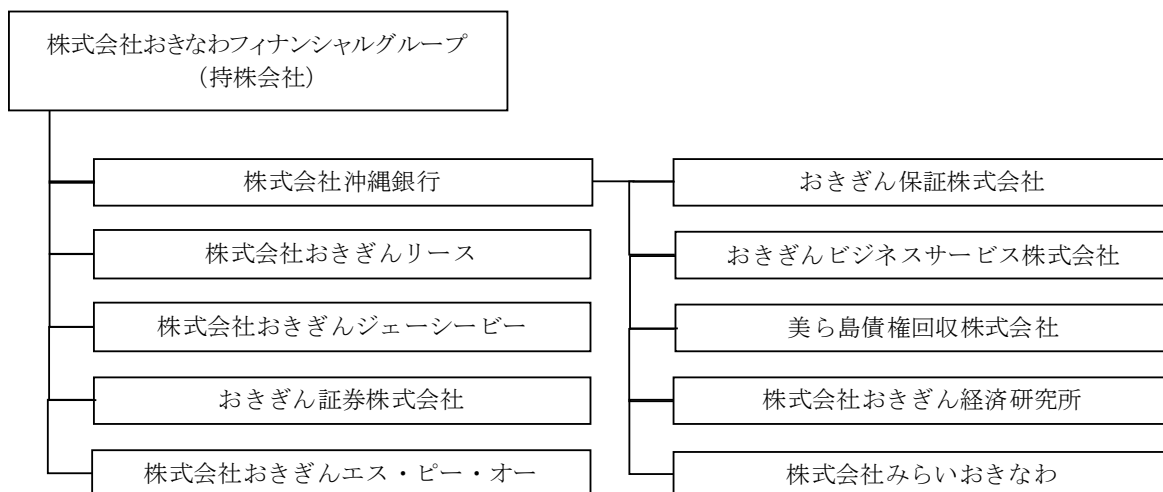 株式会社おきなわフィナンシャルグループ
（持株会社）
株式会社沖縄銀行
おきぎん保証株式会社
株式会社おきぎんリース
おきぎんビジネスサービス株式会社
株式会社おきぎんジェーシービー
美ら島債権回収株式会社
おきぎん証券株式会社
株式会社おきぎん経済研究所
株式会社おきぎんエス・ピー・オー
株式会社みらいおきなわ